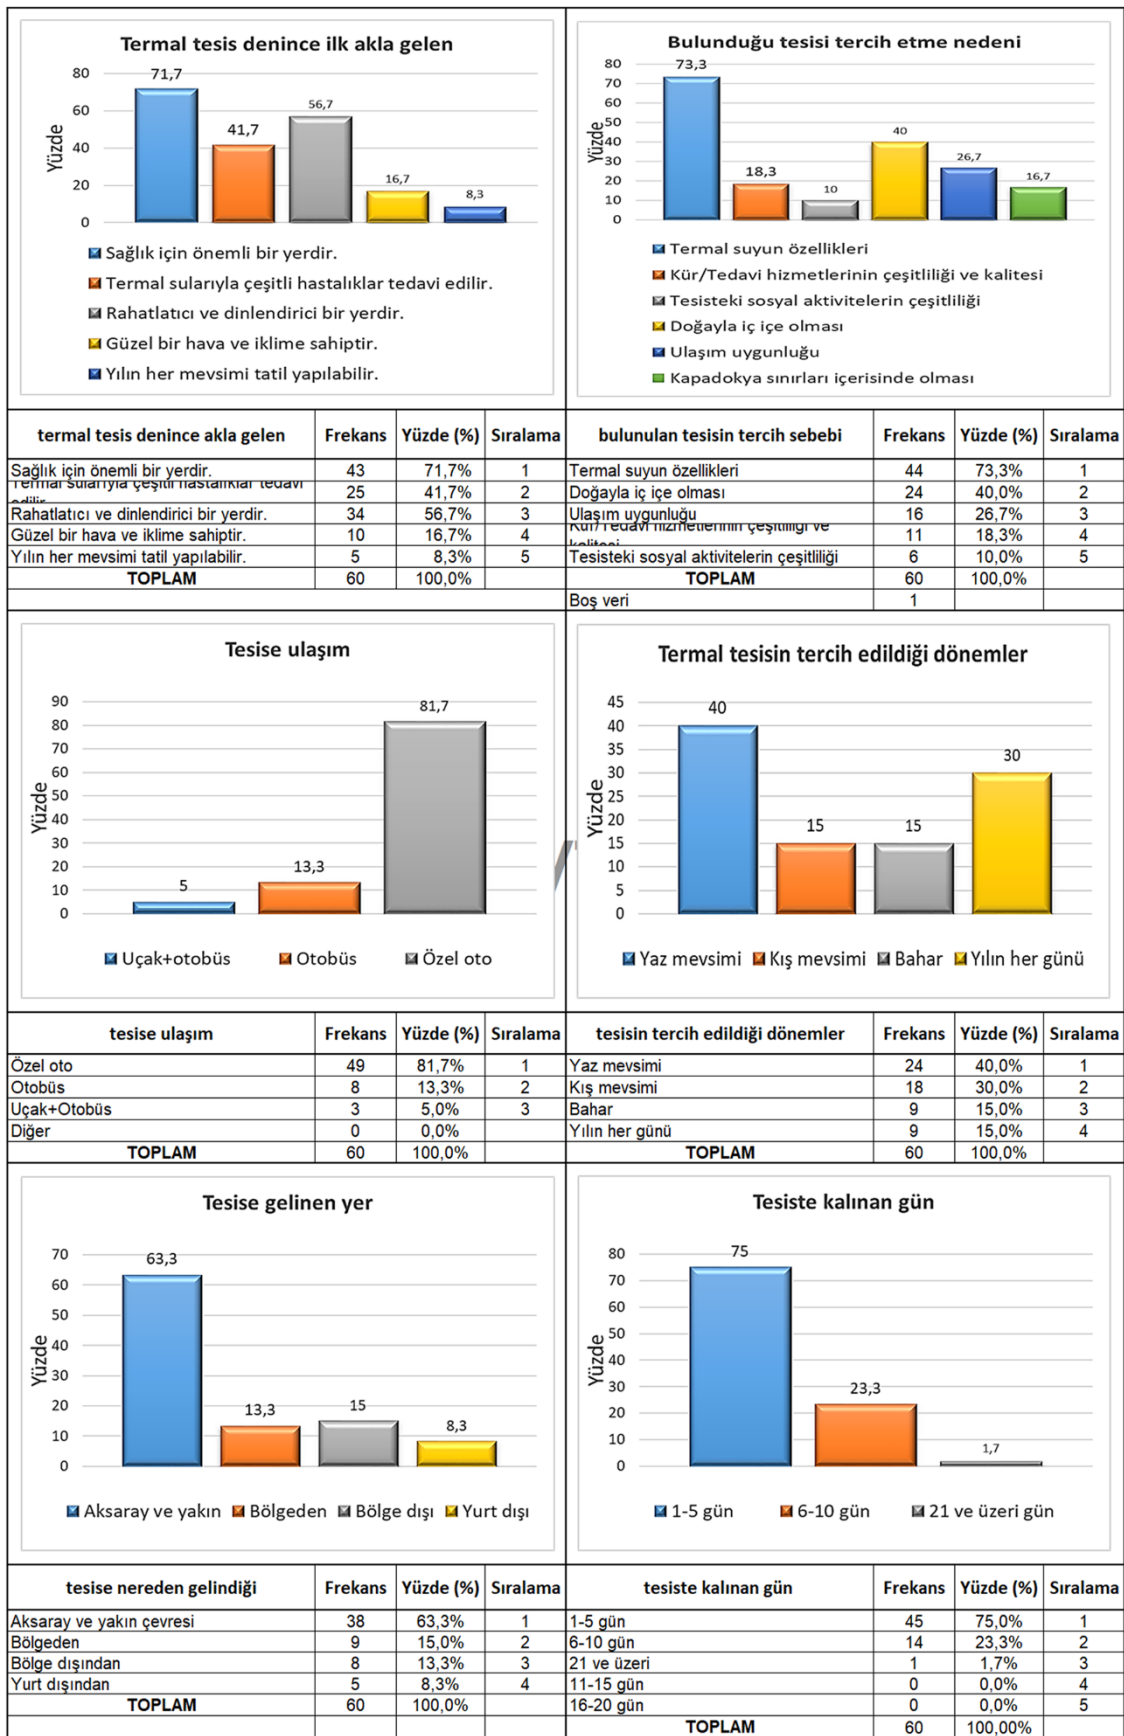 Termal tesis denince ilk akla gelen
Yüzde
80
60
40
20
0
71,7
41,7
56,7
16,7
8,3
Sağlık için önemli bir yerdir.
Termal sularıyla çeşitli hastalıklar tedavi edilir.
Rahatlatıcı ve dinlendirici bir yerdir.
Güzel bir hava ve iklime sahiptir.
Yılın her mevsimi tatil yapılabilir.
Bulunduğu tesisi tercih etme nedeni
Yüzde
80
70
60
50
40
30
20
10
0
73,3
18,3
10
40
26,7
16,7
Termal suyun özellikleri
Kür/Tedavi hizmetlerinin çeşitliliği ve kalitesi
Tesisteki sosyal aktivitelerin çeşitliliği
Doğayla iç içe olması
Ulaşım uygunluğu
Kapadokya sınırları içerisinde olması
termal tesis denince akla gelen Frekans Yüzde (%) Sıralama
Sağlık için önemli bir yerdir. 43 71,7% 1
Termal sularıyla çeşitli hastalıklar tedavi edilir. 25 41,7% 2
Rahatlatıcı ve dinlendirici bir yerdir. 34 56,7% 3
Güzel bir hava ve iklime sahiptir. 10 16,7% 4
Yılın her mevsimi tatil yapılabilir. 5 8,3% 5
TOPLAM 60 100,0%
bulunulan tesisin tercih sebebi Frekans Yüzde (%) Sıralama
Termal suyun özellikleri 44 73,3% 1
Doğayla iç içe olması 24 40,0% 2
Ulaşım uygunluğu 16 26,7% 3
Kür/Tedavi hizmetlerinin çeşitliliği ve kalitesi 11 18,3% 4
Tesisteki sosyal aktivitelerin çeşitliliği 6 10,0% 5
TOPLAM 60 100,0%
Boş veri 1
Tesise ulaşım
Yüzde
90
80
70
60
50
40
30
20
10
0
5
13,3
81,7
Uçak+otobüs Otobüs Özel oto
Termal tesisin tercih edildiği dönemler
Yüzde
45
40
35
30
25
20
15
10
5
0
40
15
15
30
Yaz mevsimi Kış mevsimi Bahar Yılın her günü
tesise ulaşım Frekans Yüzde (%) Sıralama
Özel oto 49 81,7% 1
Otobüs 8 13,3% 2
Uçak+Otobüs 3 5,0% 3
Diğer 0 0,0%
TOPLAM 60 100,0%
tesisin tercih edildiği dönemler Frekans Yüzde (%) Sıralama
Yaz mevsimi 24 40,0% 1
Kış mevsimi 18 30,0% 2
Bahar 9 15,0% 3
Yılın her günü 9 15,0% 4
TOPLAM 60 100,0%
Tesise gelinen yer
Yüzde
70
60
50
40
30
20
10
0
63,3
13,3
15
8,3
Aksaray ve yakın Bölgeden Bölge dışı Yurt dışı
Tesiste kalınan gün
Yüzde
80
70
60
50
40
30
20
10
0
75
23,3
1,7
1-5 gün 6-10 gün 21 ve üzeri gün
tesise nereden gelindiği Frekans Yüzde (%) Sıralama
Aksaray ve yakın çevresi 38 63,3% 1
Bölgeden 9 15,0% 2
Bölge dışından 8 13,3% 3
Yurt dışından 5 8,3% 4
TOPLAM 60 100,0%
tesiste kalınan gün Frekans Yüzde (%) Sıralama
1-5 gün 45 75,0% 1
6-10 gün 14 23,3% 2
21 ve üzeri 1 1,7% 3
11-15 gün 0 0,0% 4
16-20 gün 0 0,0% 5
TOPLAM 60 100,00%